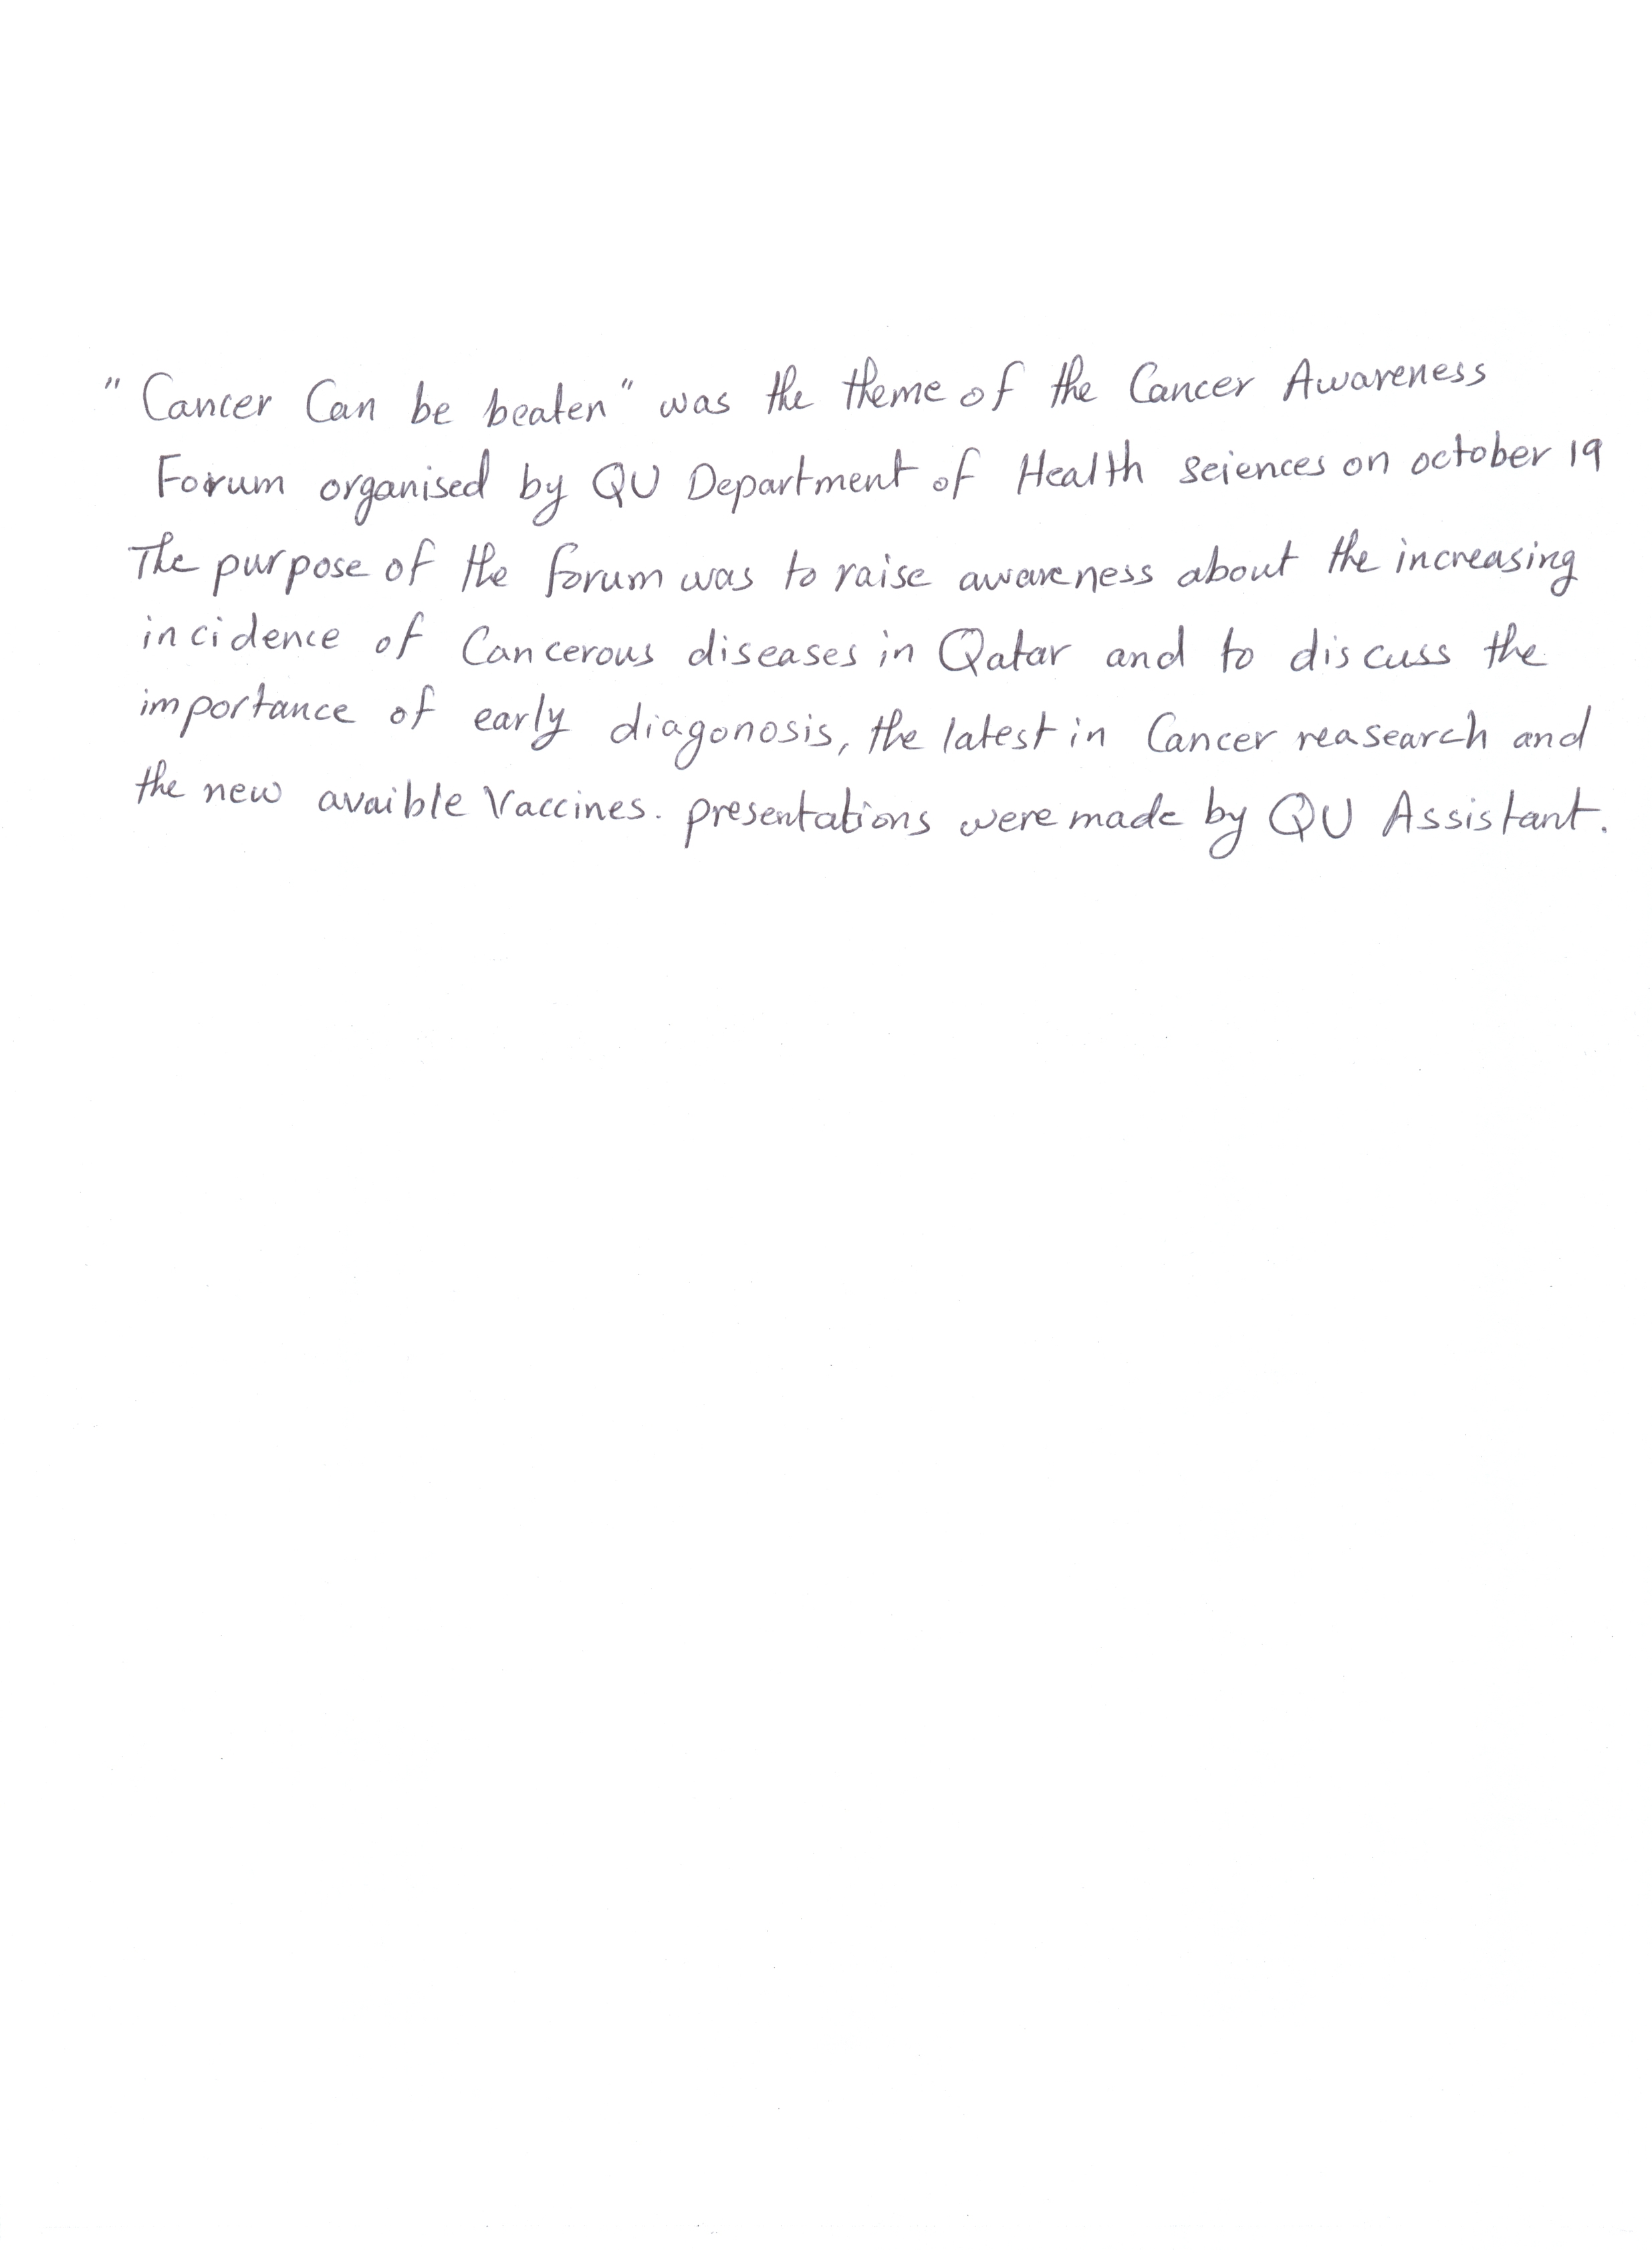 "Cancer Can be beaten" was the theme of the Cancer Awareness
Forum organised by QU Department of Health sciences on october 19
The purpose of the forum was to raise awareness about the increasing
incidence of Cancerous diseases in Qatar and to discuss the
importance of early diagonosis, the latest in Cancer reasearch and
the new avaible Vaccines. presentations were made by QU Assistant.